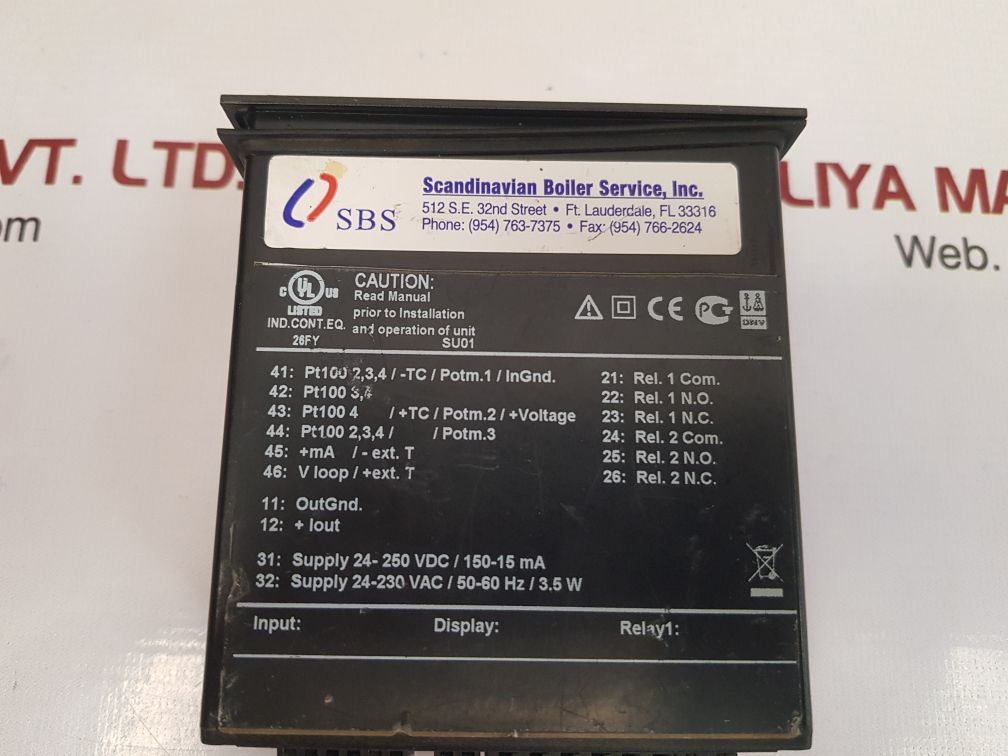 VT. LTD.
LIYA MA
om
Web.
SBS
Scandinavian Boiler Service, Inc.
512 S.E. 32nd Street • Ft. Lauderdale, FL 33316
Phone: (954) 763-7375 • Fax: (954) 766-2624
C UL US
LISTED
IND.CONT.EQ.
26FY
CAUTION:
Read Manual
prior to Installation
and operation of unit
SU01
CE
41: Pt100 2,3,4 / -TC / Potm.1 / InGnd.
42: Pt100 3,4
43: Pt100 4 / +TC / Potm.2 / +Voltage
44: Pt100 2,3,4 / / Potm.3
45: +mA / - ext. T
46: V loop / +ext. T
21: Rel. 1 Com.
22: Rel. 1 N.O.
23: Rel. 1 N.C.
24: Rel. 2 Com.
25: Rel. 2 N.O.
26: Rel. 2 N.C.
11: OutGnd.
12: + Iout
31: Supply 24- 250 VDC / 150-15 mA
32: Supply 24-230 VAC / 50-60 Hz / 3.5 W
Input: Display: Relay1: